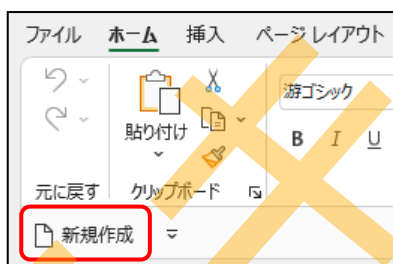 ファイル ホーム 挿入 ページ レイアウト
貼り付け
游ゴシック
B I U
元に戻す クリップボード
新規作成